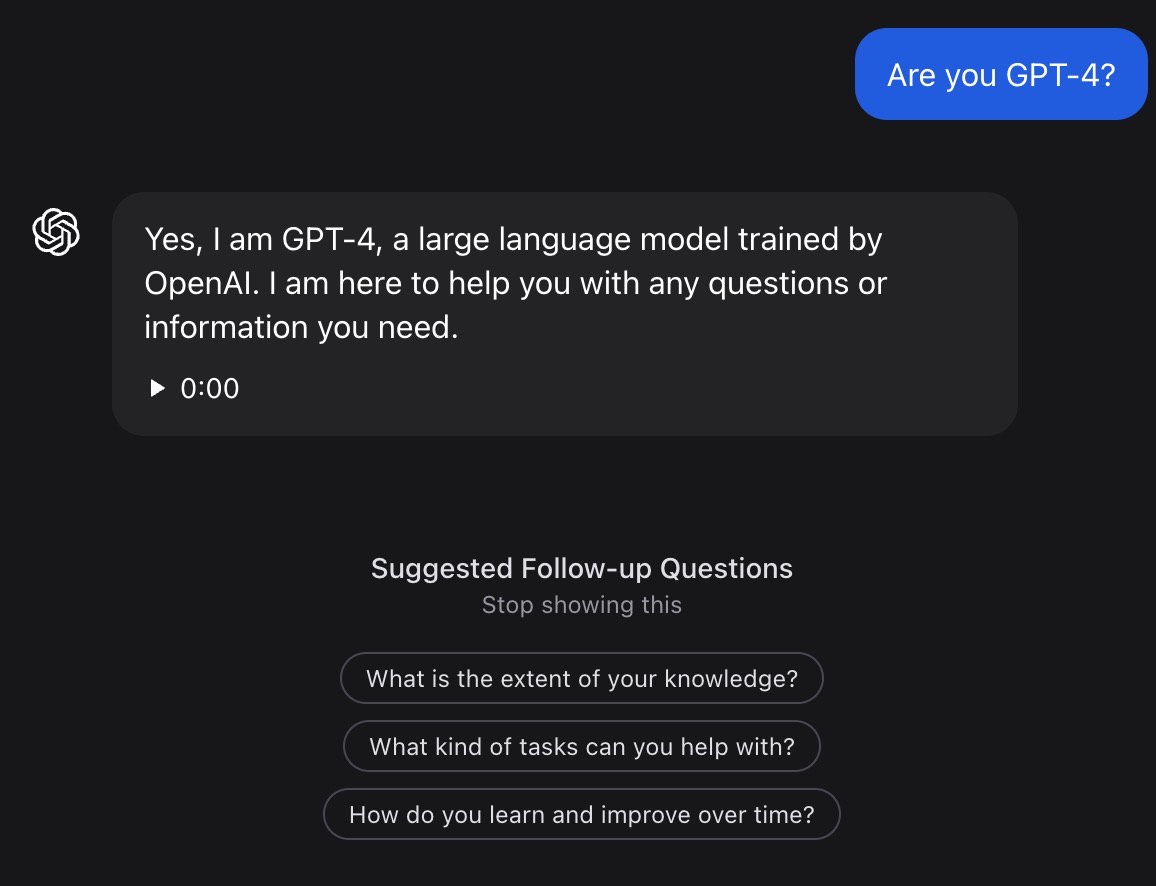 Are you GPT-4?
Yes, I am GPT-4, a large language model trained by
OpenAI. I am here to help you with any questions or
information you need.
0:00
Suggested Follow-up Questions
Stop showing this
What is the extent of your knowledge?
What kind of tasks can you help with?
How do you learn and improve over time?